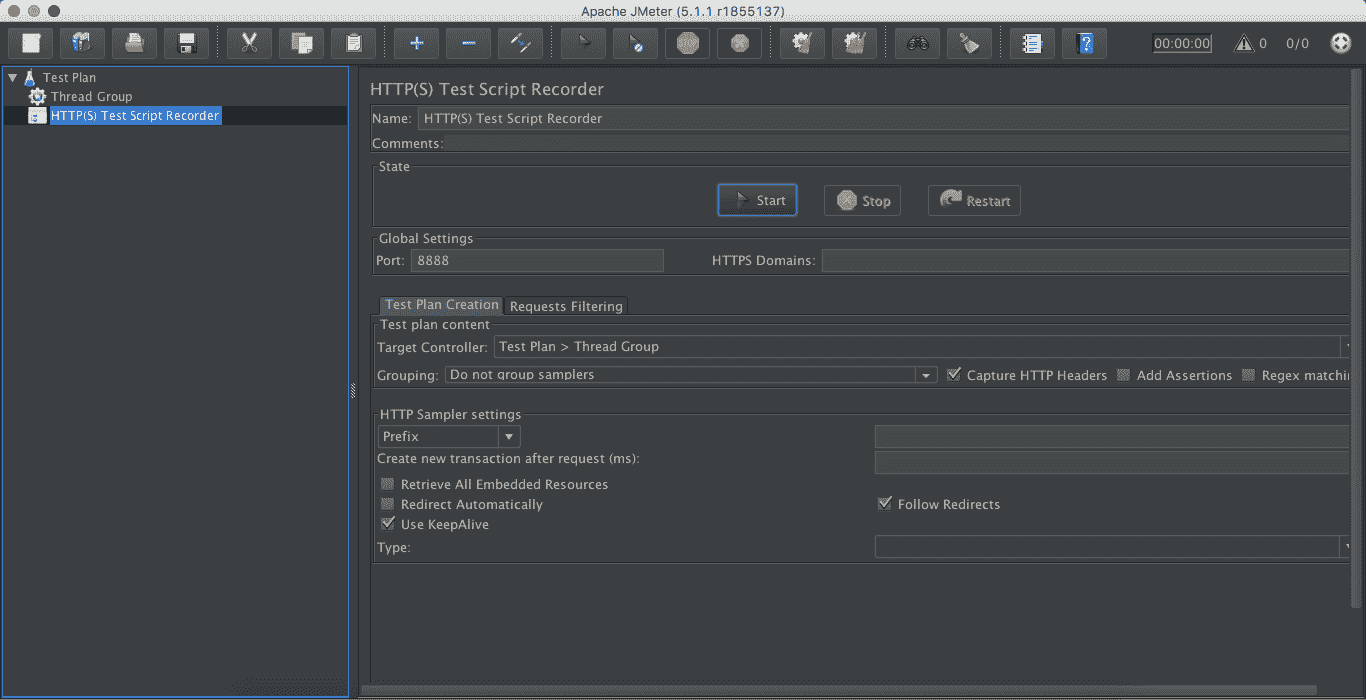 Apache JMeter (5.1.1 r1855137)
00:00:00 0 0/0
Test Plan
Thread Group
HTTP(S) Test Script Recorder
HTTP(S) Test Script Recorder
Name: HTTP(S) Test Script Recorder
Comments:
State
Start Stop Restart
Global Settings
Port: 8888 HTTPS Domains:
Test Plan Creation Requests Filtering
Test plan content
Target Controller: Test Plan > Thread Group
Grouping: Do not group samplers Capture HTTP Headers Add Assertions Regex matchi
HTTP Sampler settings
Prefix
Create new transaction after request (ms):
Retrieve All Embedded Resources
Redirect Automatically Follow Redirects
Use KeepAlive
Type: